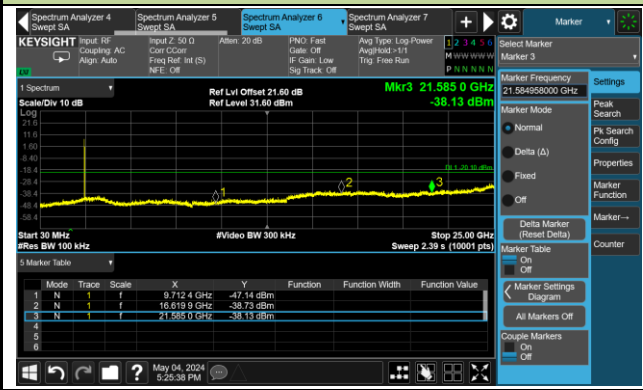 Spectrum Analyzer 4 Spectrum Analyzer 5 Spectrum Analyzer 6 Spectrum Analyzer 7 Marker
Swept SA Swept SA Swept SA Swept SA
KEYSIGHT Input: RF Input Z: 50 Ω Atten: 20 dB PNO: Fast Avg Type: Log-Power 1 2 3 4 5 6
Coupling: AC Corr CCorr Gate: Off Avg|Hold:>1/1 M W W W W W
Align: Auto Freq Ref: Int (S) IF Gain: Low Trig: Free Run
NFE: Off Sig Track: Off P N N N N N
Select Marker
Marker 3
1 Spectrum Ref Lvl Offset 21.60 dB Mkr3 21.585 0 GHz
Scale/Div 10 dB Ref Level 31.60 dBm -38.13 dBm
Log
21.6
11.6
1.60
-8.40
-18.4 DL1 -20.30 dBm
-28.4
-38.4 1 2 3
-48.4
-58.4
Start 30 MHz #Video BW 300 kHz Stop 25.00 GHz
#Res BW 100 kHz Sweep 2.39 s (10001 pts)
5 Marker Table
Mode Trace Scale X Y Function Function Width Function Value
1 N 1 f 9.712 4 GHz -47.14 dBm
2 N 1 f 16.619 9 GHz -38.73 dBm
3 N 1 f 21.585 0 GHz -38.13 dBm
4
5
6
Marker Frequency
21.584958000 GHz
Marker Mode
Normal
Delta (Δ)
Fixed
Off
Delta Marker
(Reset Delta)
Marker Table
On
Off
Marker Settings
Diagram
All Markers Off
Couple Markers
On
Off
Settings
Peak
Search
Pk Search
Config
Properties
Marker
Function
Marker→
Counter
? May 04, 2024
5:25:38 PM